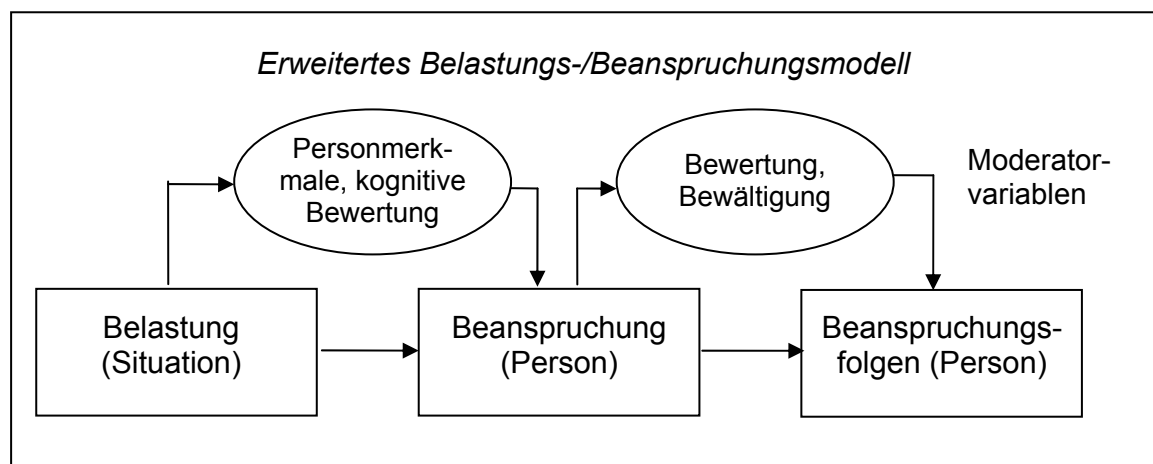 Erweitertes Belastungs-/Beanspruchungsmodell
Personmerk-
male, kognitive
Bewertung
Bewertung,
Bewältigung
Moderator-
variablen
Belastung
(Situation)
Beanspruchung
(Person)
Beanspruchungs-
folgen (Person)